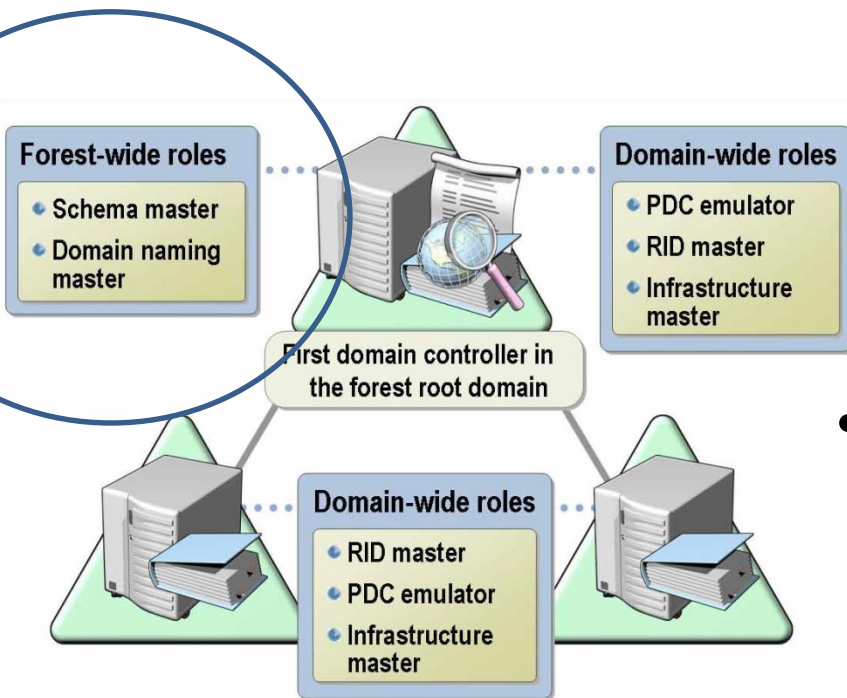 Forest-wide roles
Schema master
Domain naming
master
Domain-wide roles
PDC emulator
RID master
Infrastructure
master
First domain controller in
the forest root domain
Domain-wide roles
RID master
PDC emulator
Infrastructure
master